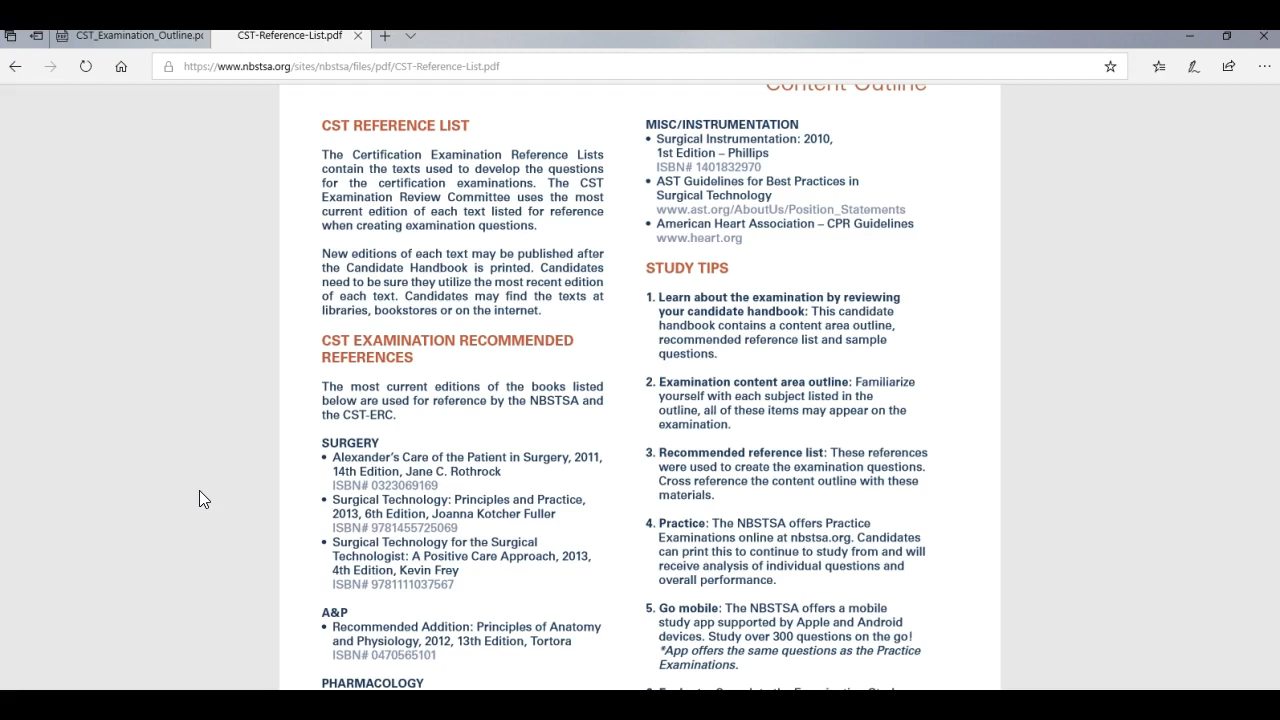 CST_Examination_Outline.pc
CST-Reference-List.pdf
https://www.nbstsa.org/sites/nbstsa/files/pdf/CST-Reference-List.pdf
Content Outline
CST REFERENCE LIST
The Certification Examination Reference Lists
contain the texts used to develop the questions
for the certification examinations. The CST
Examination Review Committee uses the most
current edition of each text listed for reference
when creating examination questions.
New editions of each text may be published after
the Candidate Handbook is printed. Candidates
need to be sure they utilize the most recent edition
of each text. Candidates may find the texts at
libraries, bookstores or on the internet.
CST EXAMINATION RECOMMENDED
REFERENCES
The most current editions of the books listed
below are used for reference by the NBSTSA and
the CST-ERC.
SURGERY
• Alexander's Care of the Patient in Surgery, 2011,
14th Edition, Jane C. Rothrock
ISBN# 0323069169
• Surgical Technology: Principles and Practice,
2013, 6th Edition, Joanna Kotcher Fuller
ISBN# 9781455725069
• Surgical Technology for the Surgical
Technologist: A Positive Care Approach, 2013,
4th Edition, Kevin Frey
ISBN# 9781111037567
A&P
• Recommended Addition: Principles of Anatomy
and Physiology, 2012, 13th Edition, Tortora
ISBN# 0470565101
PHARMACOLOGY
MISC/INSTRUMENTATION
• Surgical Instrumentation: 2010,
1st Edition – Phillips
ISBN# 1401832970
• AST Guidelines for Best Practices in
Surgical Technology
www.ast.org/AboutUs/Position_Statements
• American Heart Association – CPR Guidelines
www.heart.org
STUDY TIPS
1. Learn about the examination by reviewing
your candidate handbook: This candidate
handbook contains a content area outline,
recommended reference list and sample
questions.
2. Examination content area outline: Familiarize
yourself with each subject listed in the
outline, all of these items may appear on the
examination.
3. Recommended reference list: These references
were used to create the examination questions.
Cross reference the content outline with these
materials.
4. Practice: The NBSTSA offers Practice
Examinations online at nbstsa.org. Candidates
can print this to continue to study from and will
receive analysis of individual questions and
overall performance.
5. Go mobile: The NBSTSA offers a mobile
study app supported by Apple and Android
devices. Study over 300 questions on the go!
*App offers the same questions as the Practice
Examinations.